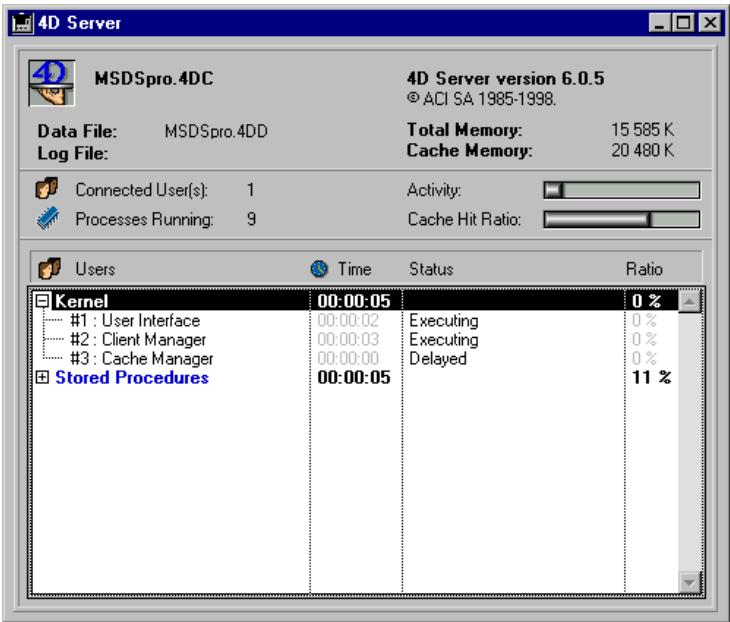 4D Server
MSDSpro.4DC
4D Server version 6.0.5
© ACI SA 1985-1998.
Data File: MSDSpro.4DD
Total Memory: 15 585 K
Log File:
Cache Memory: 20 480 K
Connected User(s): 1
Activity:
Processes Running: 9
Cache Hit Ratio:
Users Time Status Ratio
Kernel 00:00:05 0 %
#1 : User Interface 00:00:02 Executing 0 %
#2 : Client Manager 00:00:03 Executing 0 %
#3 : Cache Manager 00:00:00 Delayed 0 %
Stored Procedures 00:00:05 11 %